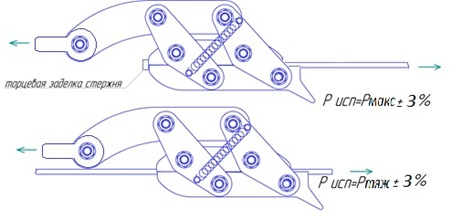 торцевая заделка стержня
Р исп=Рмакс ± 3%
Р исп=Ртяж ± 3%